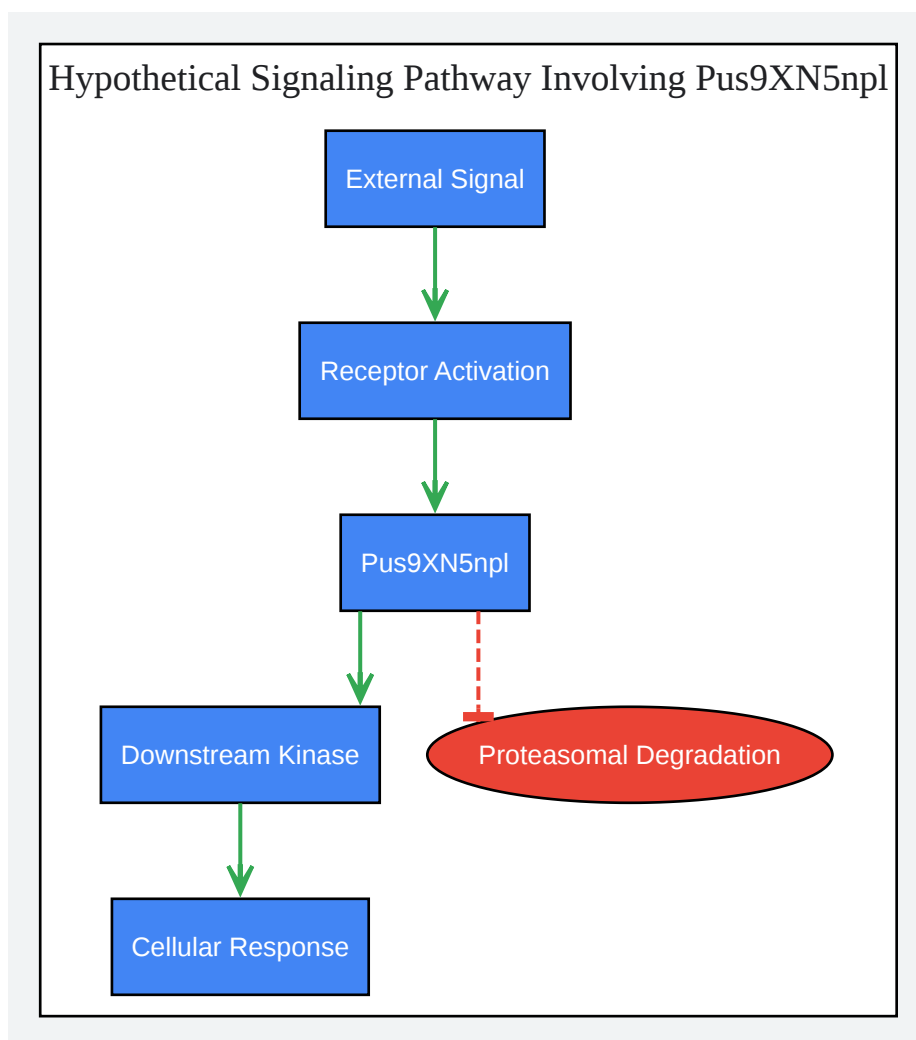 Hypothetical Signaling Pathway Involving Pus9XN5npl
External Signal
Receptor Activation
Pus9XN5npl
Downstream Kinase
Proteasomal Degradation
Cellular Response